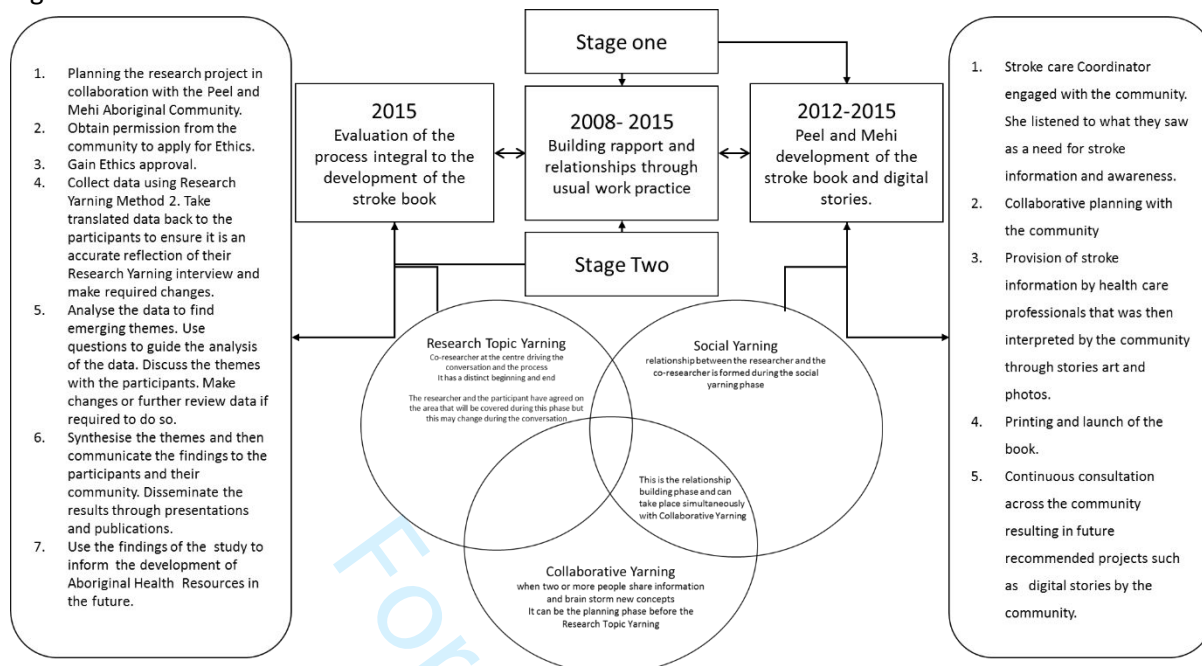 1. Planning the research project in
collaboration with the Peel and
Mehi Aboriginal Community.
2. Obtain permission from the
community to apply for Ethics.
3. Gain Ethics approval.
4. Collect data using Research
Yarning Method 2. Take
translated data back to the
participants to ensure it is an
accurate reflection of their
Research Yarning interview and
make required changes.
5. Analyse the data to find
emerging themes. Use
questions to guide the analysis
of the data. Discuss the themes
with the participants. Make
changes or further review data if
required to do so.
6. Synthesise the themes and then
communicate the findings to the
participants and their
community. Disseminate the
results through presentations
and publications.
7. Use the findings of the study to
inform the development of
Aboriginal Health Resources in
the future.
Stage one
2015
Evaluation of the
process integral to the
development of the
stroke book
2008- 2015
Building rapport and
relationships through
usual work practice
2012-2015
Peel and Mehi
development of the
stroke book and digital
stories.
Stage Two
Research Topic Yarning
Co-researcher at the centre driving the
conversation and the process
It has a distinct beginning and end
The researcher and the participant have agreed on
the area that will be covered during this phase but
this may change during the conversation
Social Yarning
relationship between the researcher and the
co-researcher is formed during the social
yarning phase
This is the relationship
building phase and can
take place simultaneously
with Collaborative Yarning
Collaborative Yarning
when two or more people share information
and brain storm new concepts
It can be the planning phase before the
Research Topic Yarning
1. Stroke care Coordinator
engaged with the community.
She listened to what they saw
as a need for stroke
information and awareness.
2. Collaborative planning with
the community
3. Provision of stroke
information by health care
professionals that was then
interpreted by the community
through stories art and
photos.
4. Printing and launch of the
book.
5. Continuous consultation
across the community
resulting in future
recommended projects such
as digital stories by the
community.
For